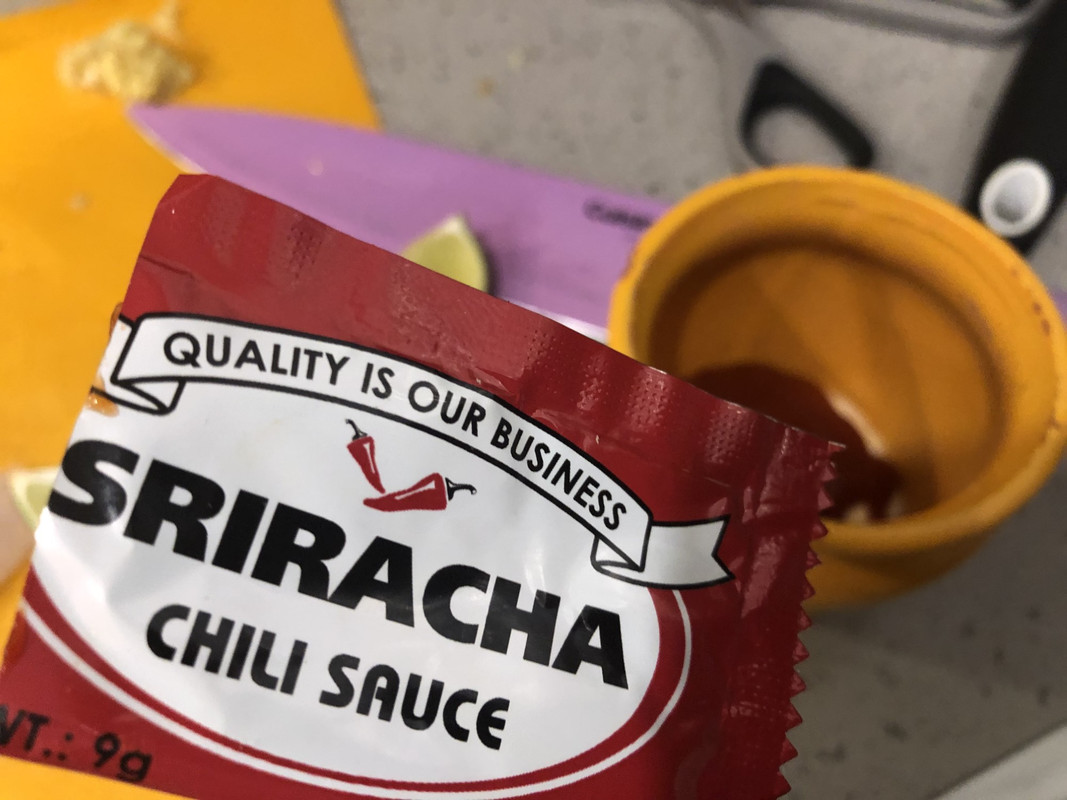 QUALITY IS OUR BUSINESS
SRIRACHA
CHILI SAUCE
WT.: 9g